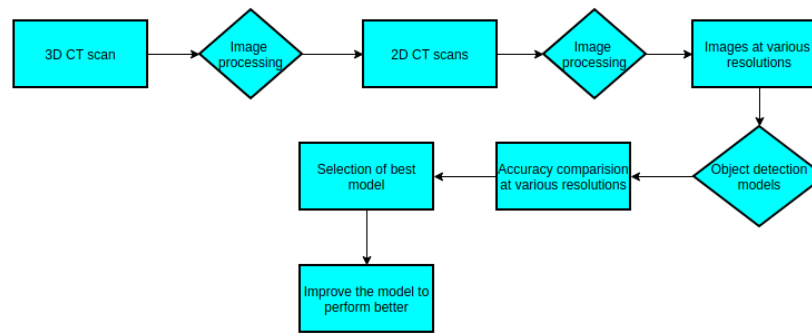 3D CT scan
Image
processing
2D CT scans
Image
processing
Images at various
resolutions
Object detection
models
Accuracy comparision
at various resolutions
Selection of best
model
Improve the model to
perform better